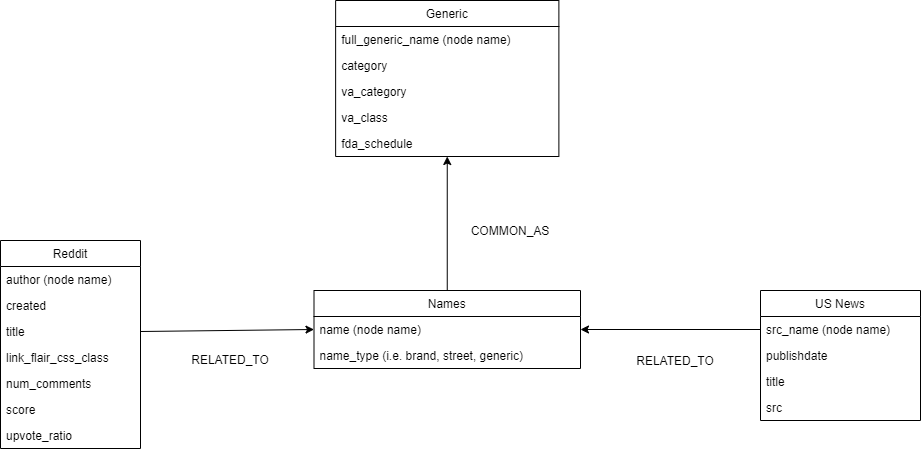 Generic
full_generic_name (node name)
category
va_category
va_class
fda_schedule
COMMON_AS
Reddit
author (node name)
created
title
link_flair_css_class
num_comments
score
upvote_ratio
RELATED_TO
Names
name (node name)
name_type (i.e. brand, street, generic)
RELATED_TO
US News
src_name (node name)
publishdate
title
src